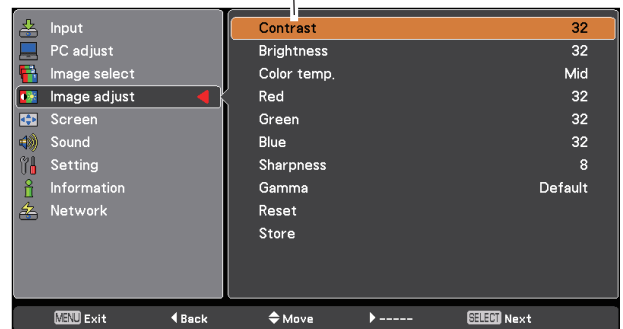 Input
PC adjust
Image select
Image adjust
Screen
Sound
Setting
Information
Network
Contrast 32
Brightness 32
Color temp. Mid
Red 32
Green 32
Blue 32
Sharpness 8
Gamma Default
Reset
Store
MENU Exit Back Move ----- SELECT Next